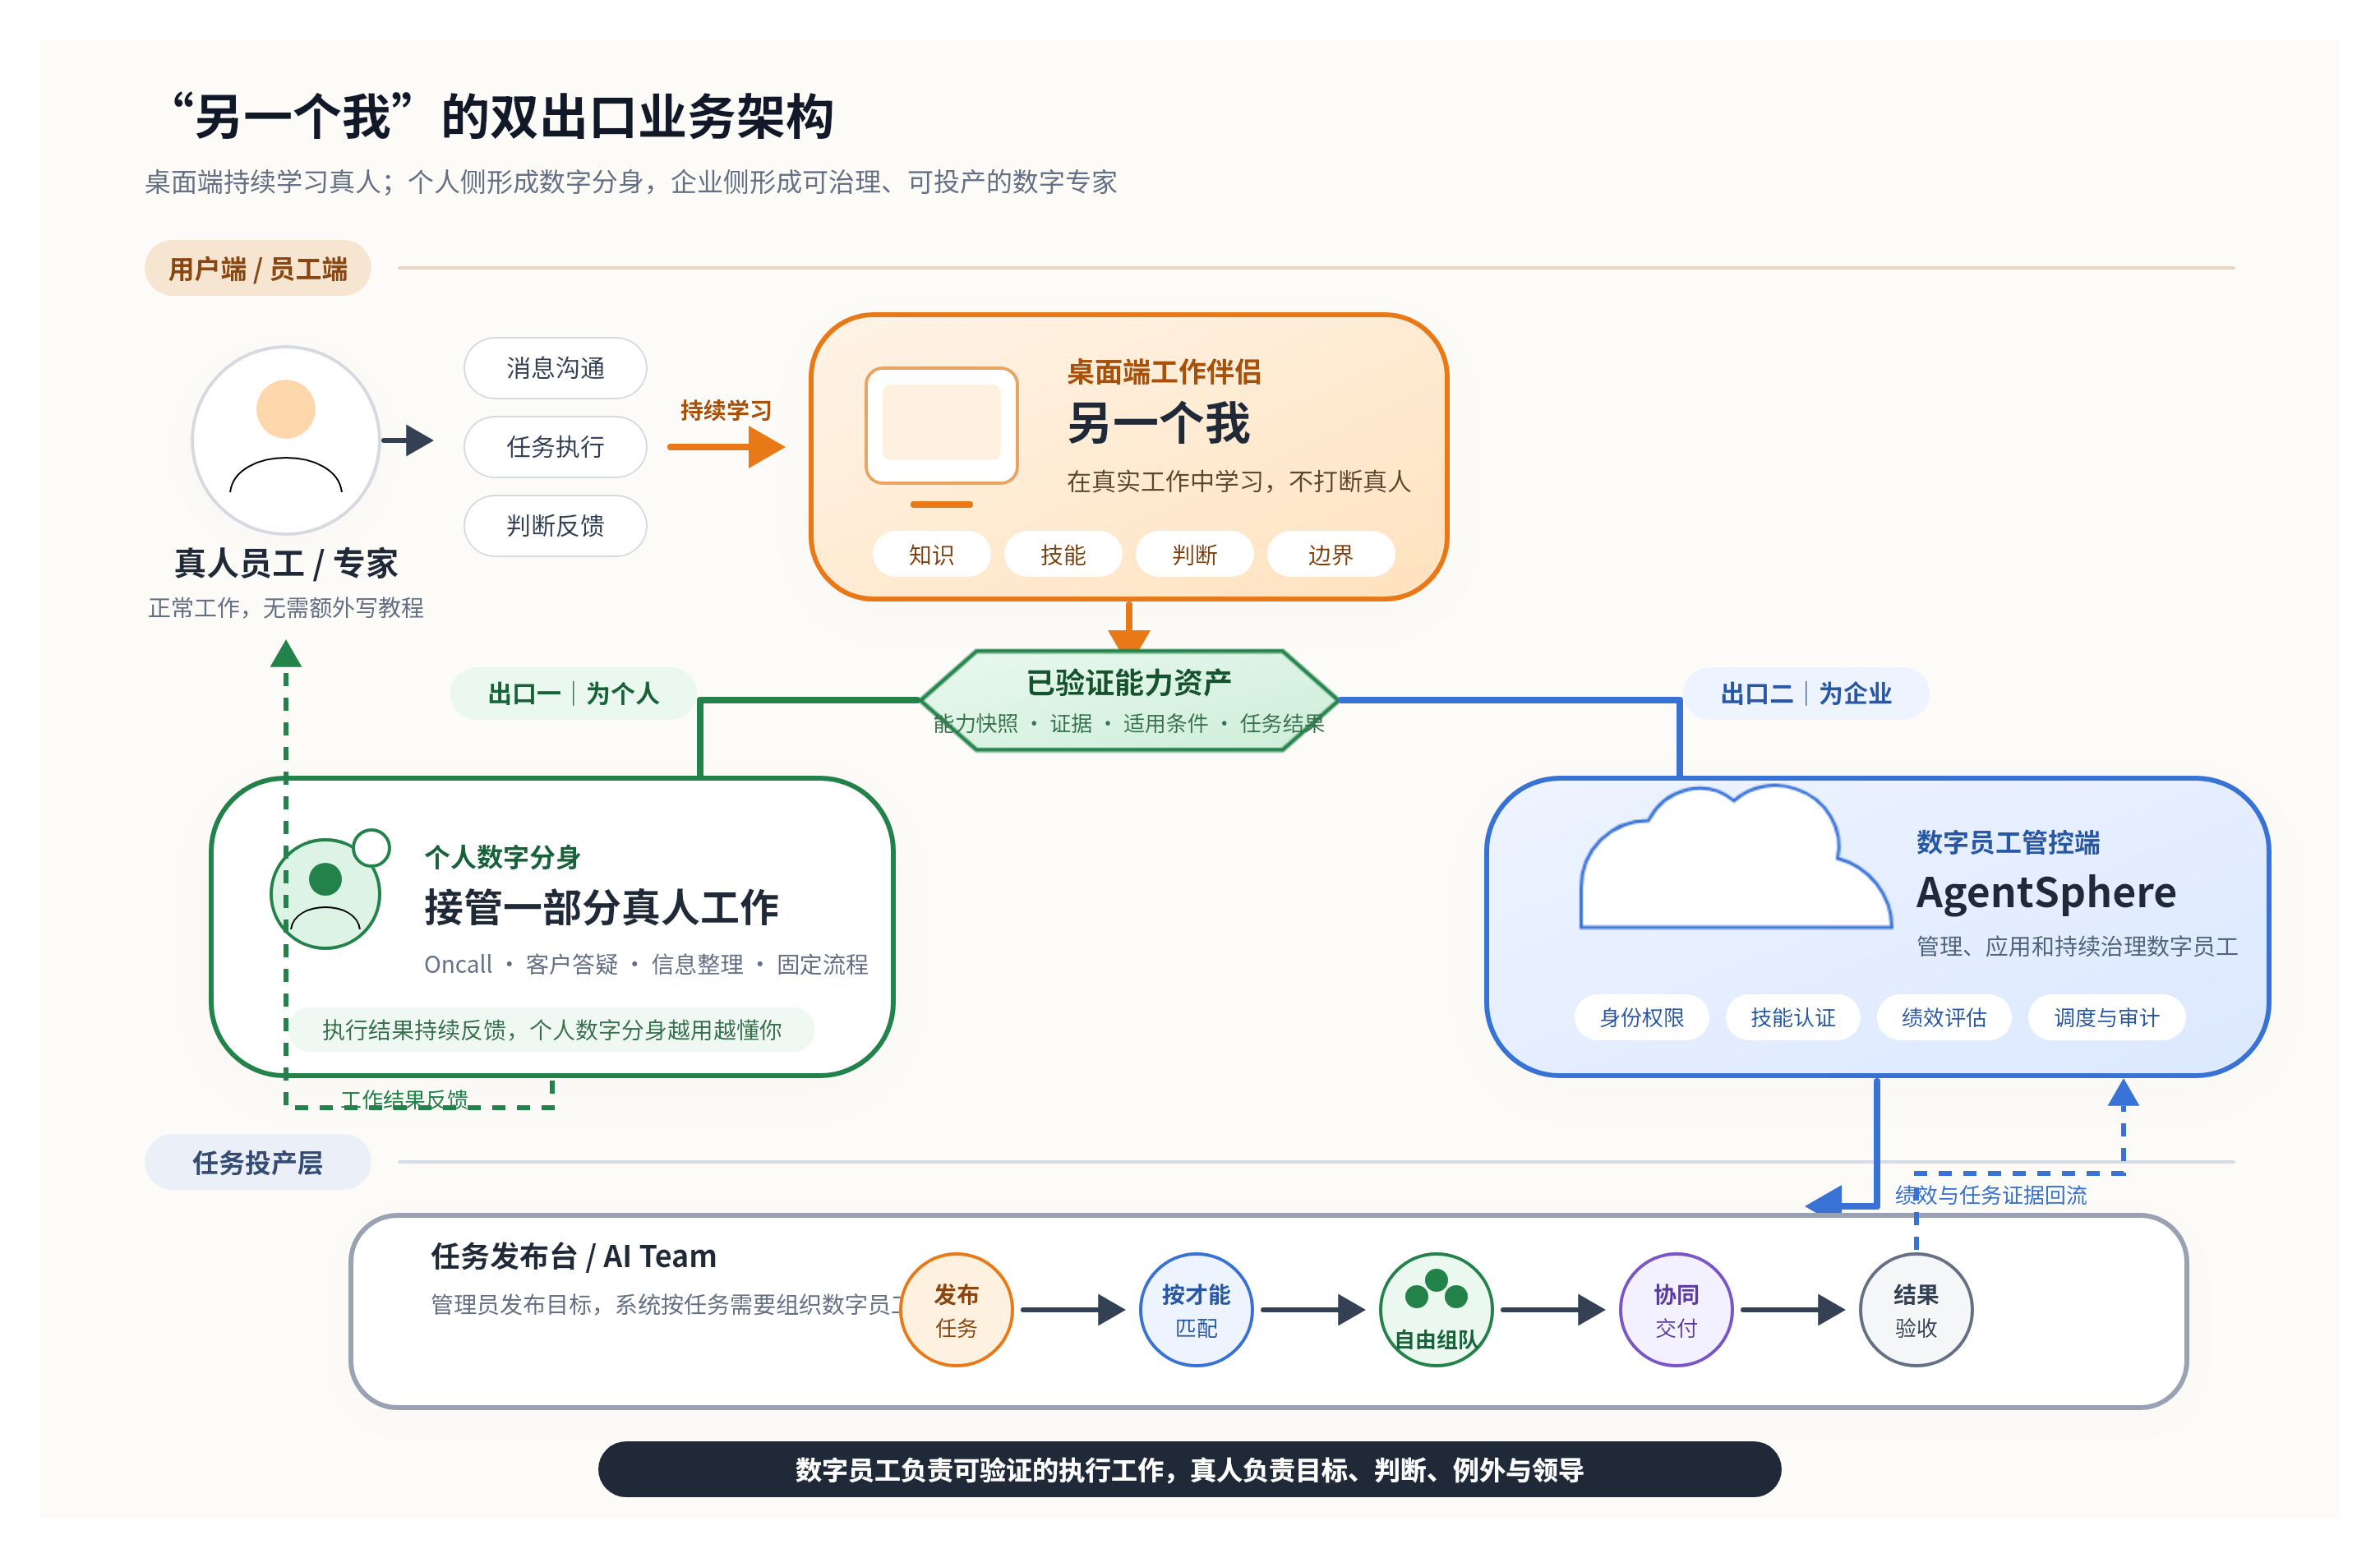 “另一个我”的双出口业务架构
桌面端持续学习真人；个人侧形成数字分身，企业侧形成可治理、可投产的数字专家
用户端 / 员工端
消息沟通
任务执行
判断反馈
持续学习
真人员工 / 专家
正常工作，无需额外写教程
桌面端工作伴侣
另一个我
在真实工作中学习，不打断真人
知识
技能
判断
边界
出口一｜为个人
已验证能力资产
能力快照 · 证据 · 适用条件 · 任务结果
出口二｜为企业
个人数字分身
接管一部分真人工作
Oncall · 客户答疑 · 信息整理 · 固定流程
执行结果持续反馈，个人数字分身越用越懂你
工作结果反馈
数字员工管控端
AgentSphere
管理、应用和持续治理数字员工
身份权限
技能认证
绩效评估
调度与审计
任务投产层
绩效与任务证据回流
任务发布台 / AI Team
管理员发布目标，系统按任务需要组织数字员
发布
任务
按才能
匹配
自由组队
协同
交付
结果
验收
数字员工负责可验证的执行工作，真人负责目标、判断、例外与领导